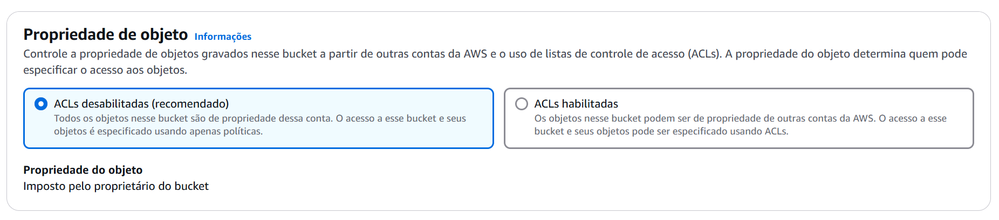 Propriedade de objeto Informações
Controle a propriedade de objetos gravados nesse bucket a partir de outras contas da AWS e o uso de listas de controle de acesso (ACLs). A propriedade do objeto determina quem pode
especificar o acesso aos objetos.
ACLs desabilitadas (recomendado)
Todos os objetos nesse bucket são de propriedade dessa conta. O acesso a esse bucket e seus
objetos é especificado usando apenas políticas.
ACLs habilitadas
Os objetos nesse bucket podem ser de propriedade de outras contas da AWS. O acesso a esse
bucket e seus objetos pode ser especificado usando ACLs.
Propriedade do objeto
Imposto pelo proprietário do bucket